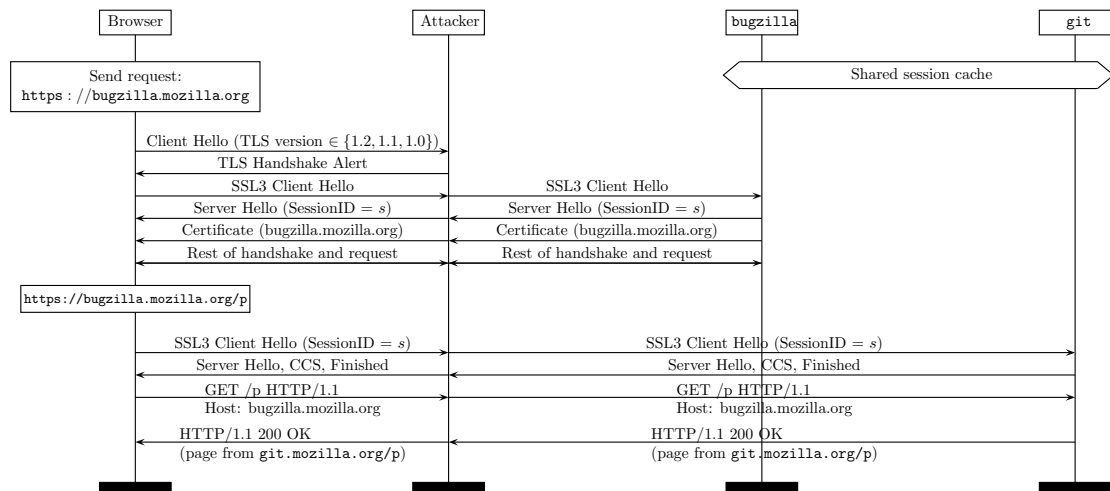 Browser
Attacker
bugzilla
git
Send request:
https : //bugzilla.mozilla.org
Shared session cache
Client Hello (TLS version ∈ {1.2, 1.1, 1.0})
TLS Handshake Alert
SSL3 Client Hello
SSL3 Client Hello
Server Hello (SessionID = s)
Server Hello (SessionID = s)
Certificate (bugzilla.mozilla.org)
Certificate (bugzilla.mozilla.org)
Rest of handshake and request
Rest of handshake and request
https://bugzilla.mozilla.org/p
SSL3 Client Hello (SessionID = s)
SSL3 Client Hello (SessionID = s)
Server Hello, CCS, Finished
Server Hello, CCS, Finished
GET /p HTTP/1.1
Host: bugzilla.mozilla.org
GET /p HTTP/1.1
Host: bugzilla.mozilla.org
HTTP/1.1 200 OK
(page from git.mozilla.org/p)
HTTP/1.1 200 OK
(page from git.mozilla.org/p)